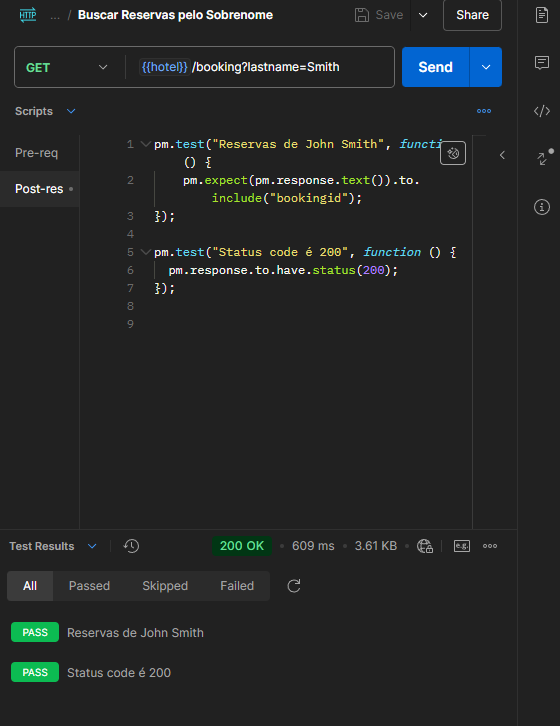 HTTP ... / Buscar Reservas pelo Sobrenome Save Share
GET {{hotel}} /booking?lastname=Smith Send
Scripts
Pre-req
Post-res
1 pm.test("Reservas de John Smith", functi
() {
2 pm.expect(pm.response.text()).to.
include("bookingid");
3 });
4
5 pm.test("Status code é 200", function () {
6 pm.response.to.have.status(200);
7 });
8
9
Test Results 200 OK • 609 ms • 3.61 KB e.g.
All Passed Skipped Failed
PASS Reservas de John Smith
PASS Status code é 200